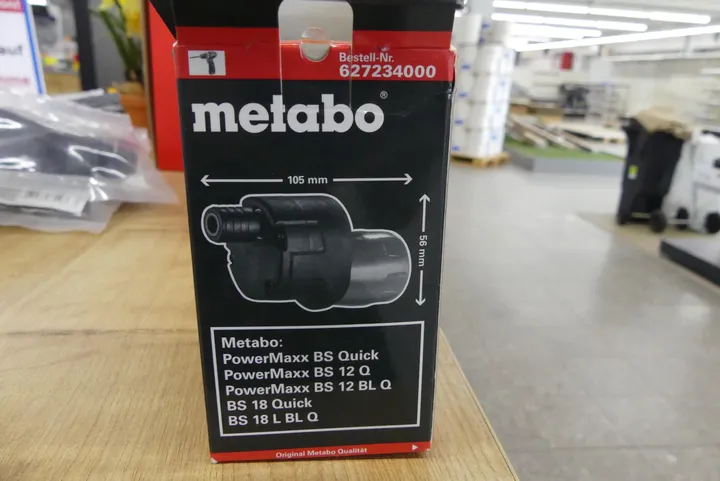 Bestell-Nr.
627234000
metabo®
105 mm
56 mm
Metabo:
PowerMaxx BS Quick
PowerMaxx BS 12 Q
PowerMaxx BS 12 BL Q
BS 18 Quick
BS 18 L BL Q
Original Metabo Qualität